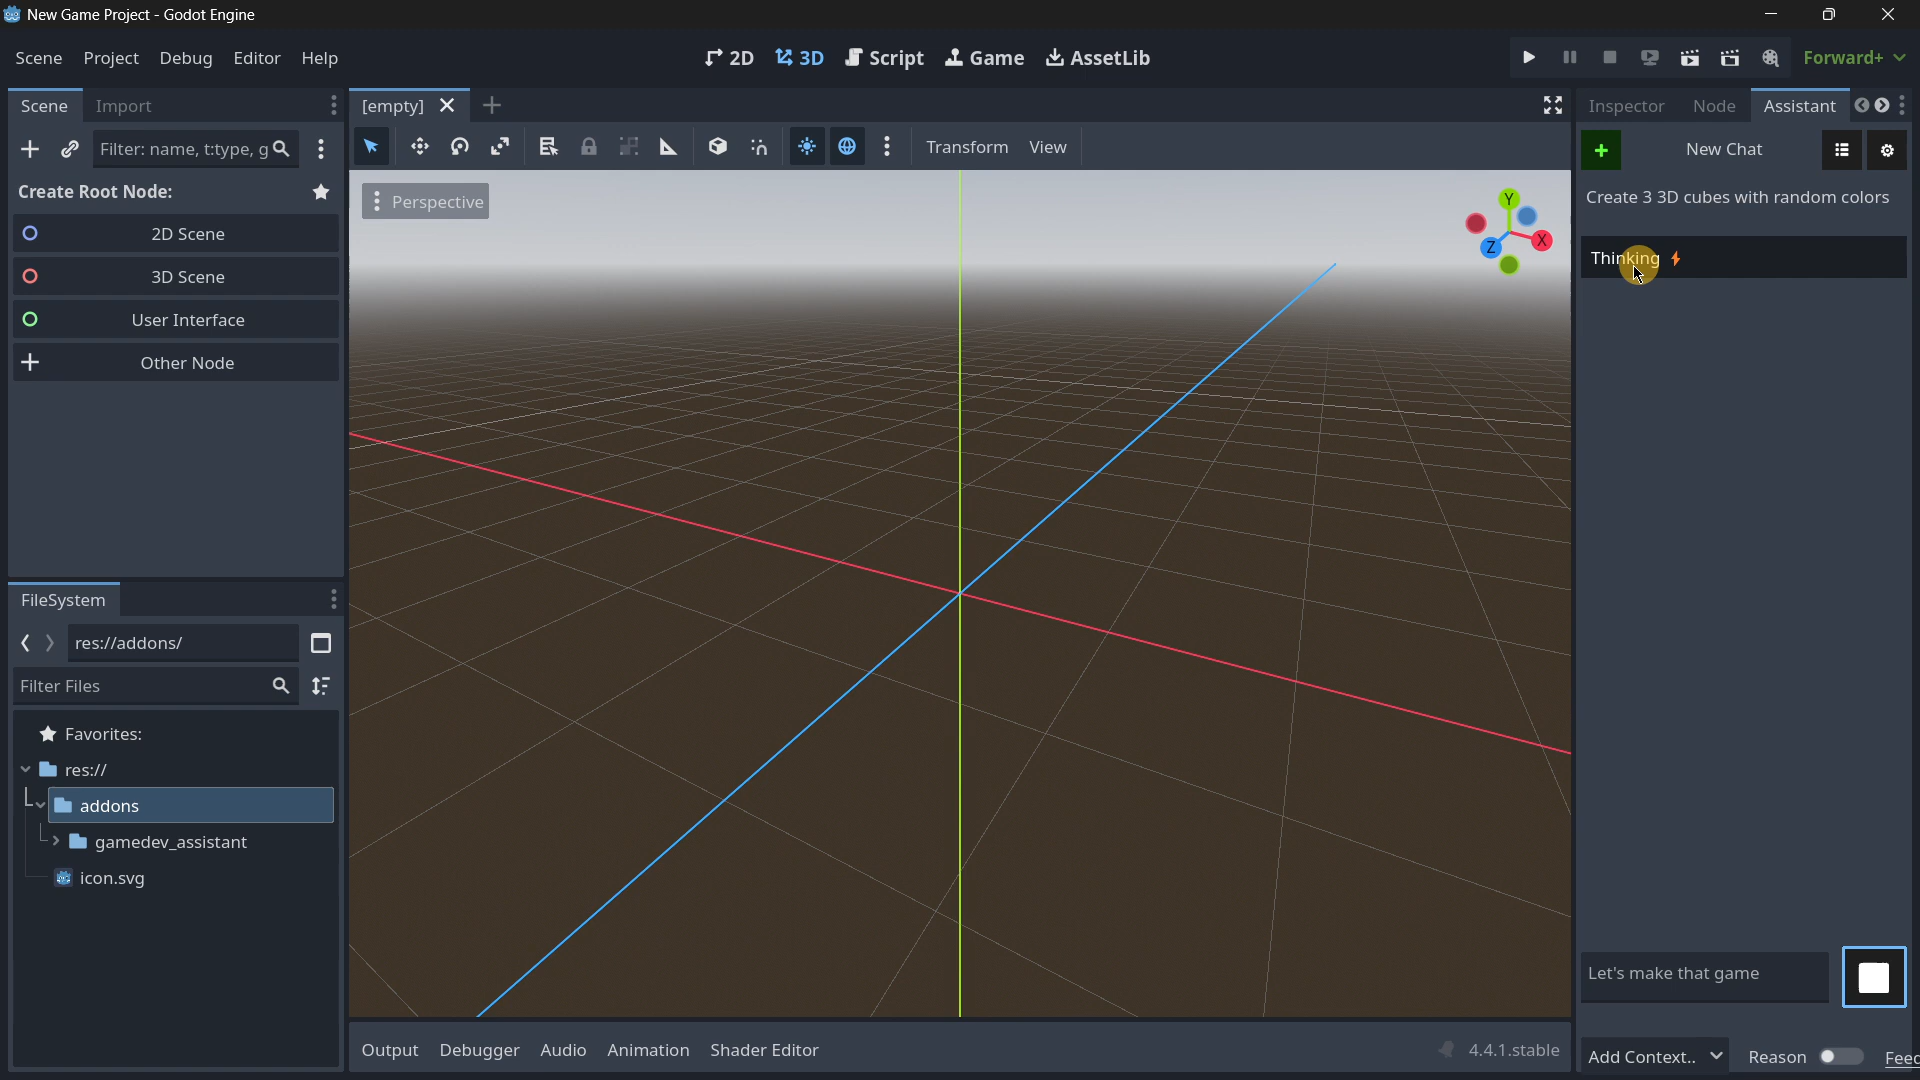 New Game Project - Godot Engine
Scene Project Debug Editor Help
2D 3D Script Game AssetLib
Forward+
Scene Import
Filter: name, t:type, g
Create Root Node:
2D Scene
3D Scene
User Interface
Other Node
FileSystem
res://addons/
Filter Files
Favorites:
res://
addons
gamedev_assistant
icon.svg
[empty]
Transform View
Perspective
Y
X
Z
Output Debugger Audio Animation Shader Editor
4.4.1.stable
Inspector Node Assistant
New Chat
Create 3 3D cubes with random colors
Thinking
Let's make that game
Add Context.. Reason Feed